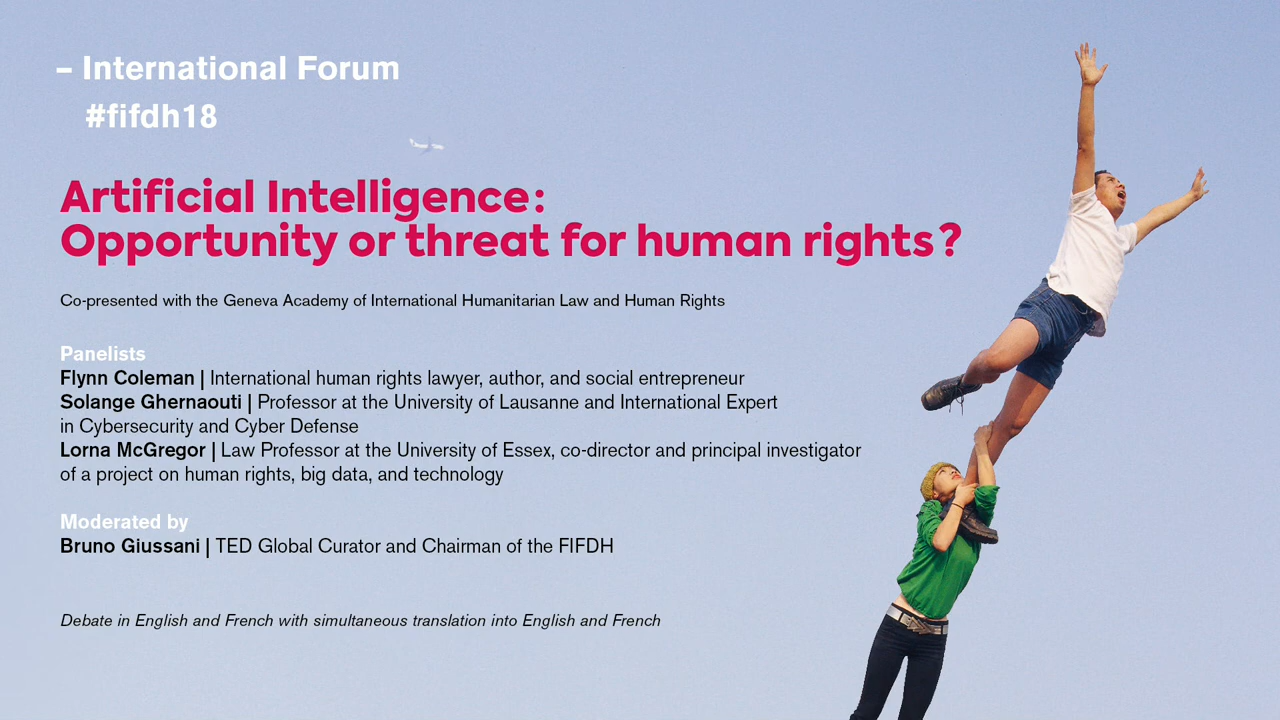 – International Forum
#fifdh18
Artificial Intelligence:
Opportunity or threat for human rights?
Co-presented with the Geneva Academy of International Humanitarian Law and Human Rights
Panelists
Flynn Coleman | International human rights lawyer, author, and social entrepreneur
Solange Ghernaouti | Professor at the University of Lausanne and International Expert
in Cybersecurity and Cyber Defense
Lorna McGregor | Law Professor at the University of Essex, co-director and principal investigator
of a project on human rights, big data, and technology
Moderated by
Bruno Giussani | TED Global Curator and Chairman of the FIFDH
Debate in English and French with simultaneous translation into English and French